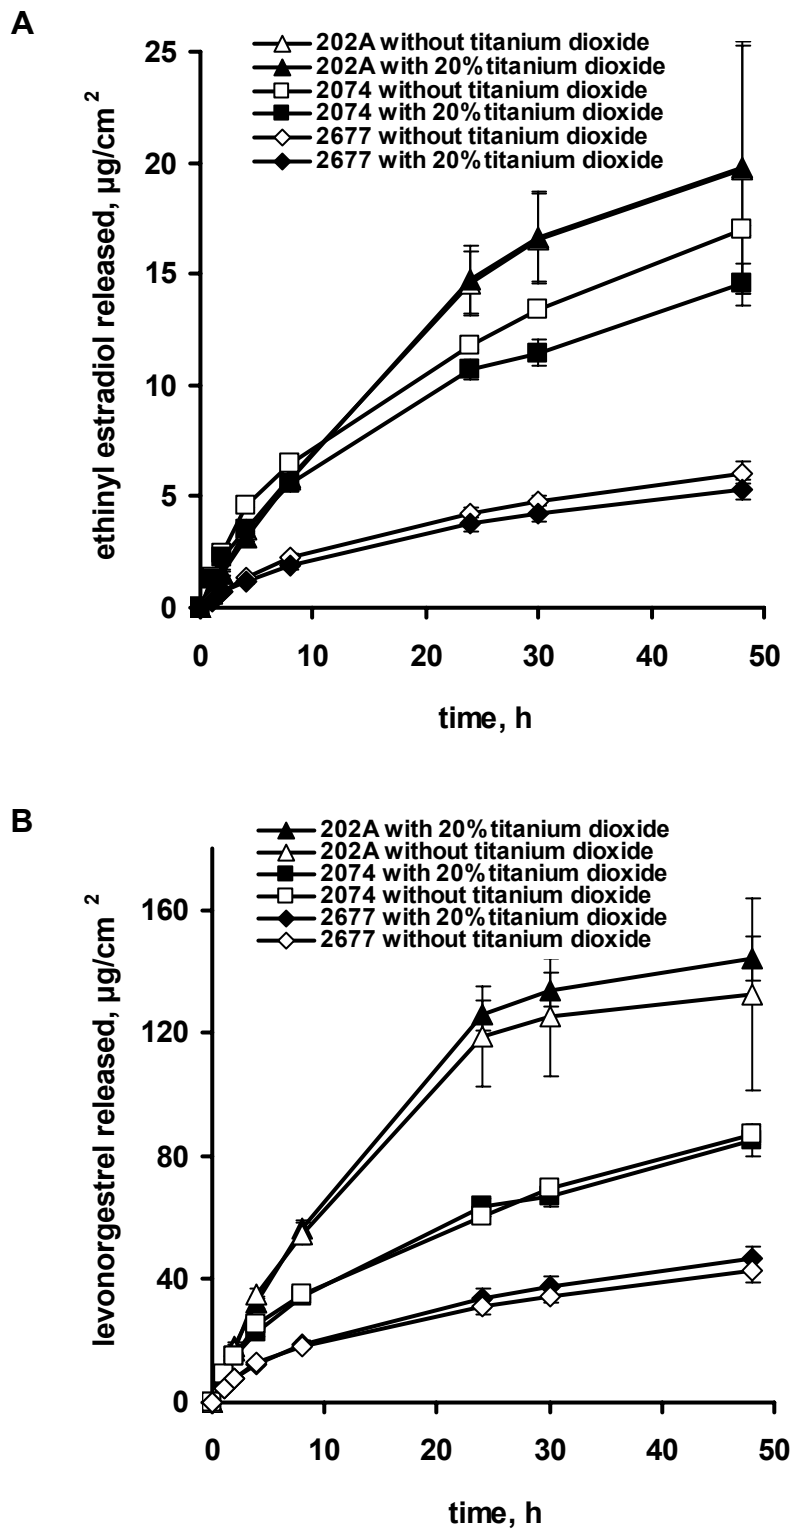 A
202A without titanium dioxide
202A with 20% titanium dioxide
2074 without titanium dioxide
2074 with 20% titanium dioxide
2677 without titanium dioxide
2677 with 20% titanium dioxide
ethinyl estradiol released, µg/cm²
25
20
15
10
5
0
0 10 20 30 40 50
time, h
B
202A with 20% titanium dioxide
202A without titanium dioxide
2074 with 20% titanium dioxide
2074 without titanium dioxide
2677 with 20% titanium dioxide
2677 without titanium dioxide
levonorgestrel released, µg/cm²
160
120
80
40
0
0 10 20 30 40 50
time, h